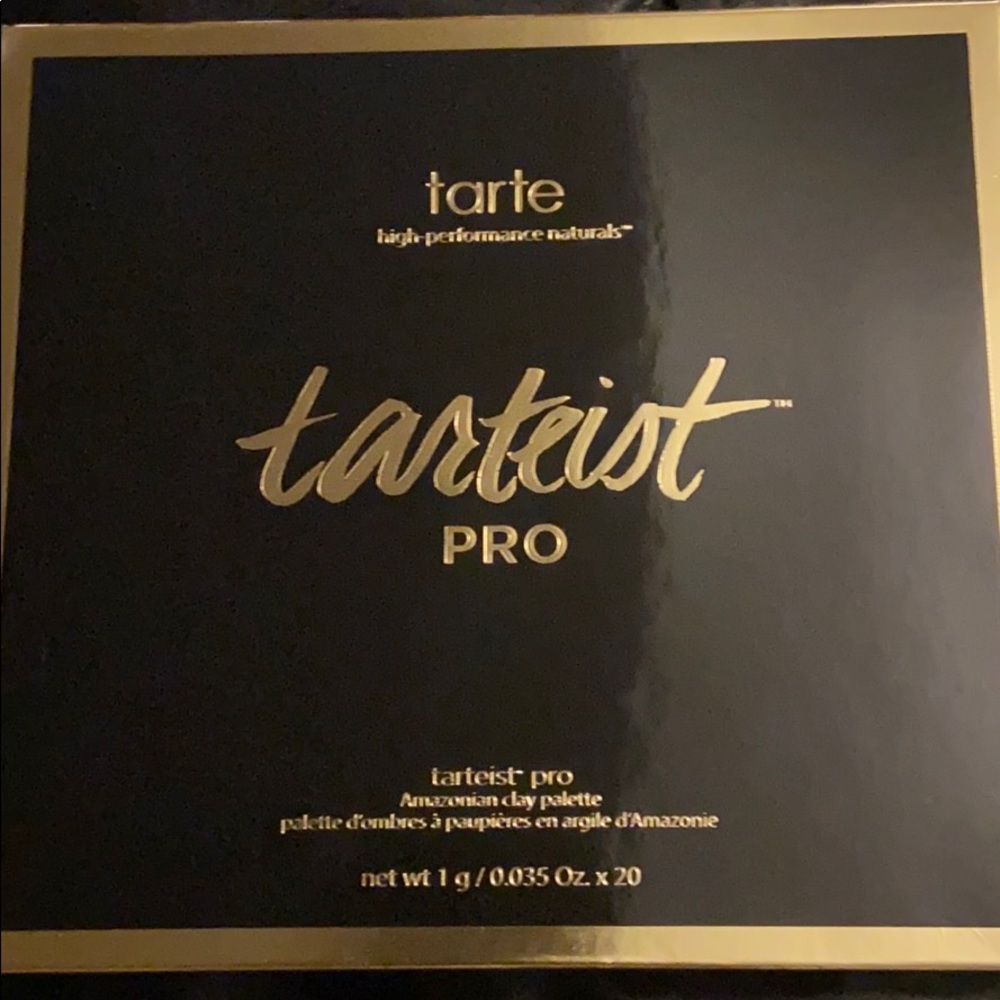 tarte
high-performance naturals™
tarteist™
PRO
tarteist™ pro
Amazonian clay palette
palette d'ombres à paupières en argile d'Amazonie
net wt 1 g / 0.035 Oz. x 20